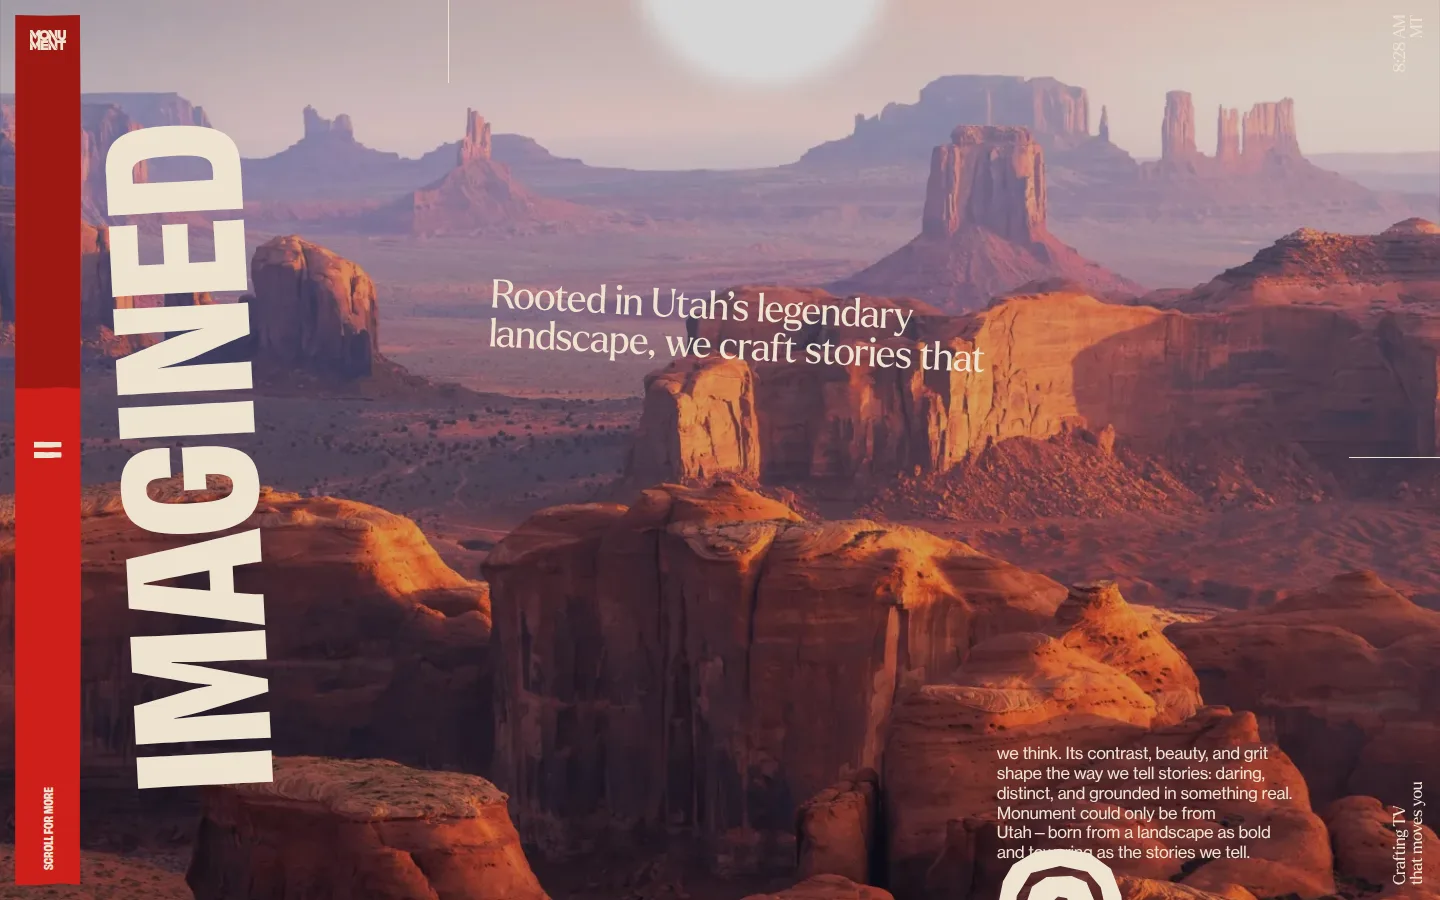 MONU
MENT
8:28 AM
MT
IMAGINED
Rooted in Utah’s legendary
landscape, we craft stories that
we think. Its contrast, beauty, and grit
shape the way we tell stories: daring,
distinct, and grounded in something real.
Monument could only be from
Utah – born from a landscape as bold
and towering as the stories we tell.
SCROLL FOR MORE
Crafting TV
that moves you